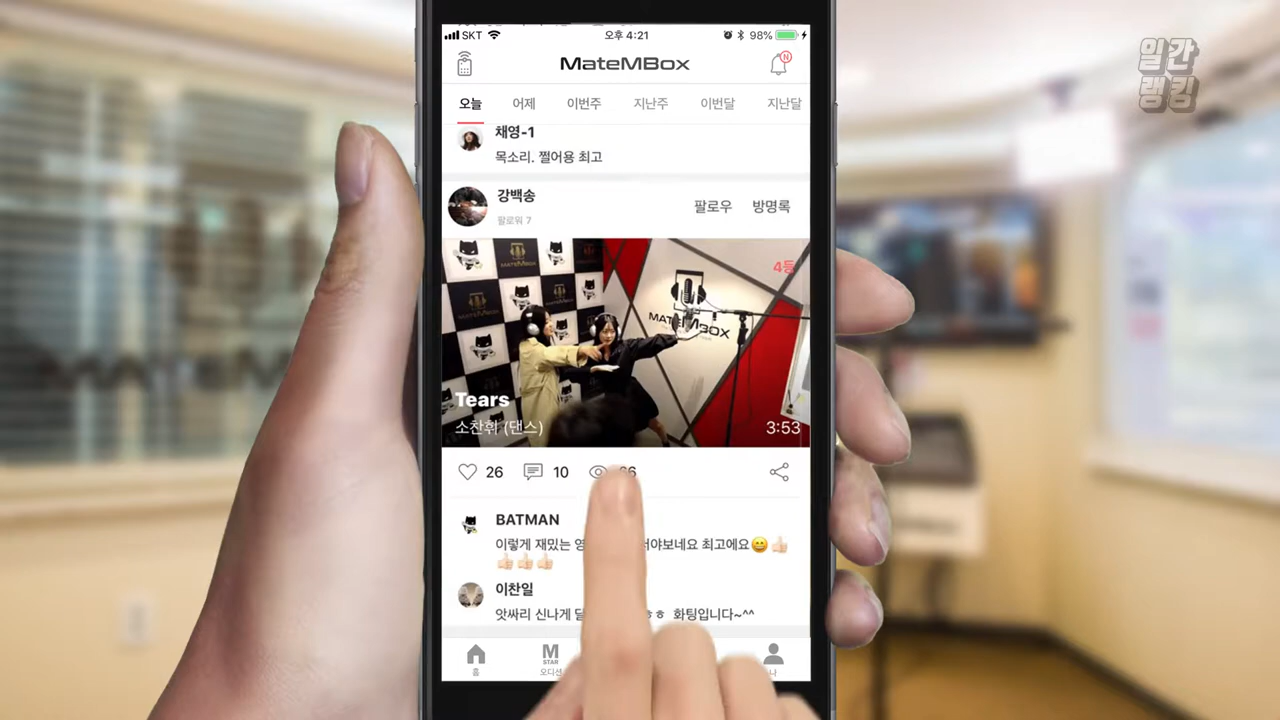 SKT 오후 4:21 98%
일간
랭킹
MateMBox
N
오늘 어제 이번주 지난주 이번달 지난달
채영-1
목소리. 쩔어용 최고
강백송
팔로워 7
팔로우 방명록
MATEMBOX
4등
MATEMBOX
Tears
소찬휘 (댄스)
3:53
26 10
BATMAN
이렇게 재밌는 최고에요😄👍🏻
👍🏻👍🏻👍🏻
이찬일
앗싸리 신나게 화팅입니다~^^
M
STAR
홈 오디션 나